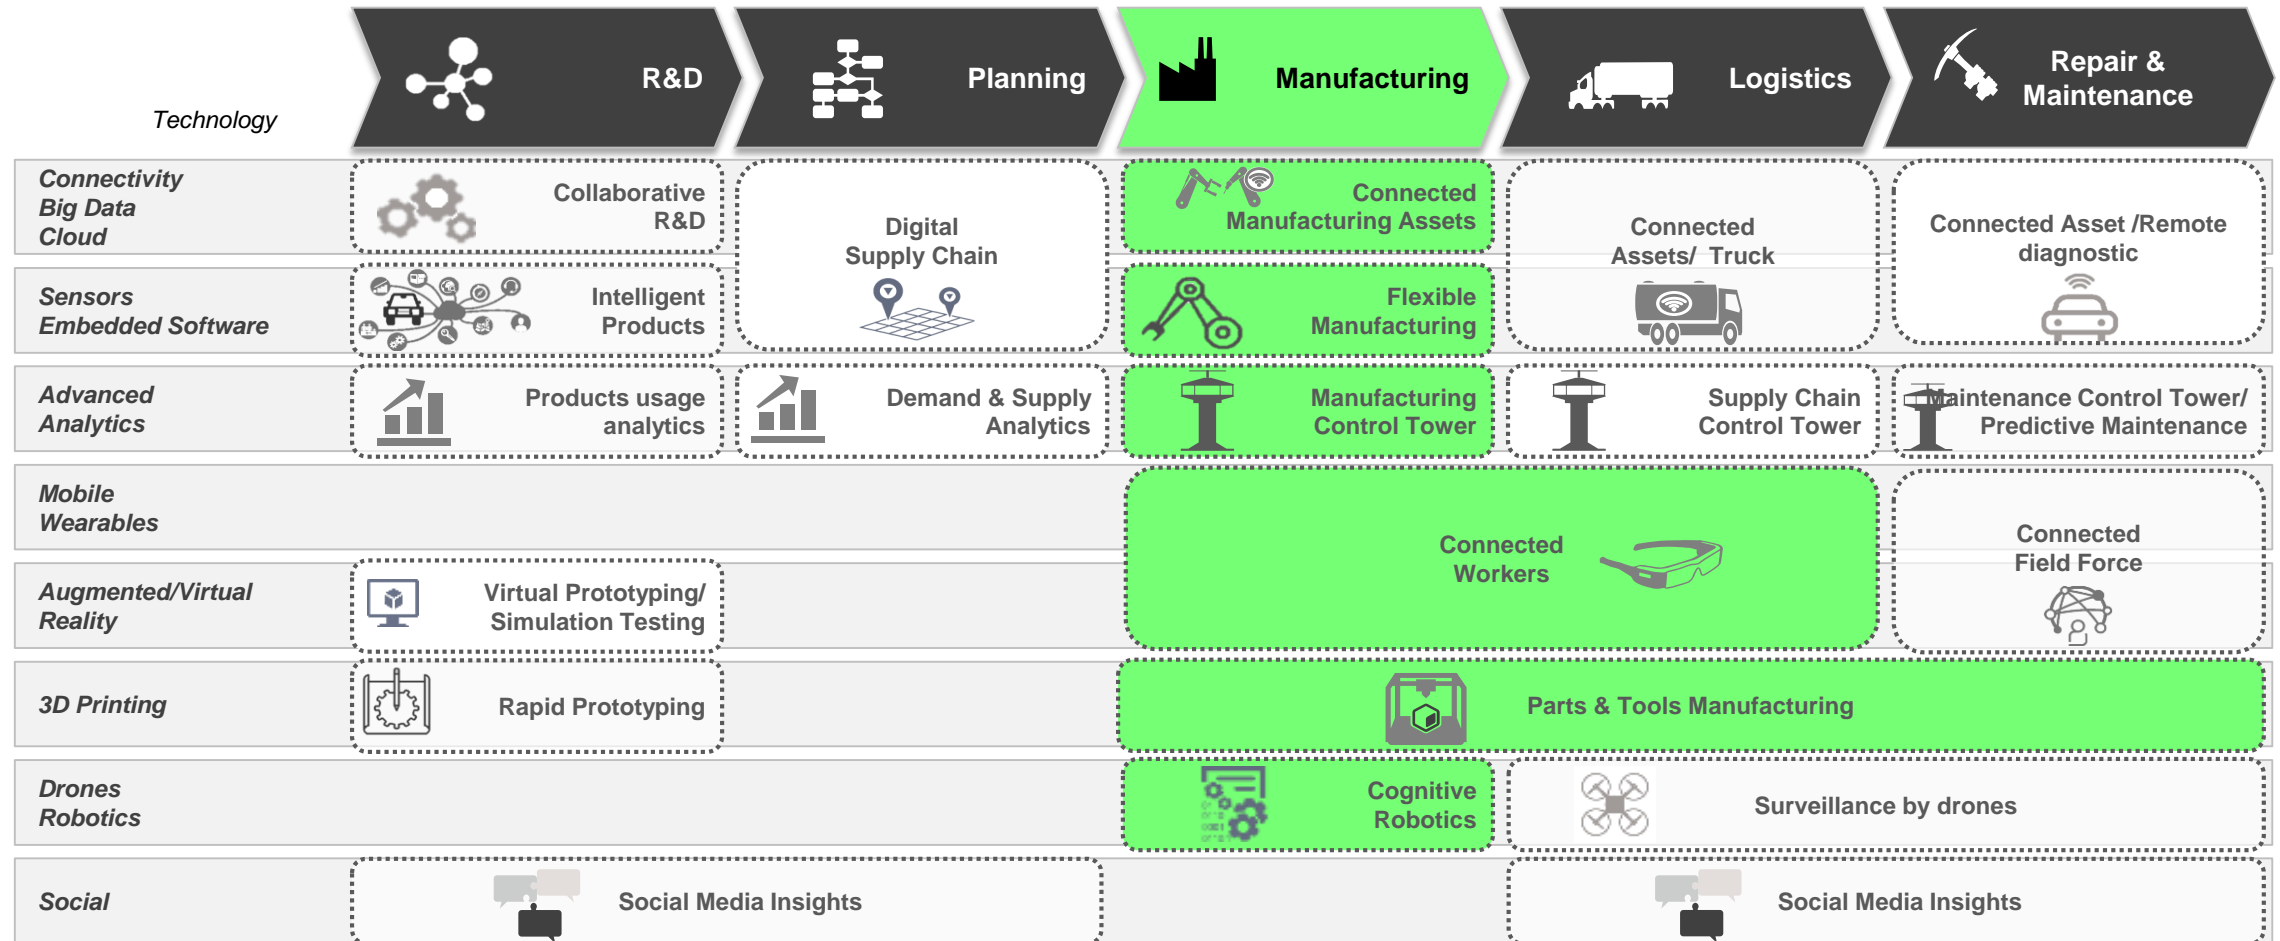 Technology
R&D
Planning
Manufacturing
Logistics
Repair &
Maintenance
Connectivity
Big Data
Cloud
Collaborative
R&D
Digital
Supply Chain
Connected
Manufacturing Assets
Connected
Assets/ Truck
Connected Asset /Remote
diagnostic
Sensors
Embedded Software
Intelligent
Products
Flexible
Manufacturing
Advanced
Analytics
Products usage
analytics
Demand & Supply
Analytics
Manufacturing
Control Tower
Supply Chain
Control Tower
Maintenance Control Tower/
Predictive Maintenance
Mobile
Wearables
Connected
Workers
Connected
Field Force
Augmented/Virtual
Reality
Virtual Prototyping/
Simulation Testing
3D Printing
Rapid Prototyping
Parts & Tools Manufacturing
Drones
Robotics
Cognitive
Robotics
Surveillance by drones
Social
Social Media Insights
Social Media Insights